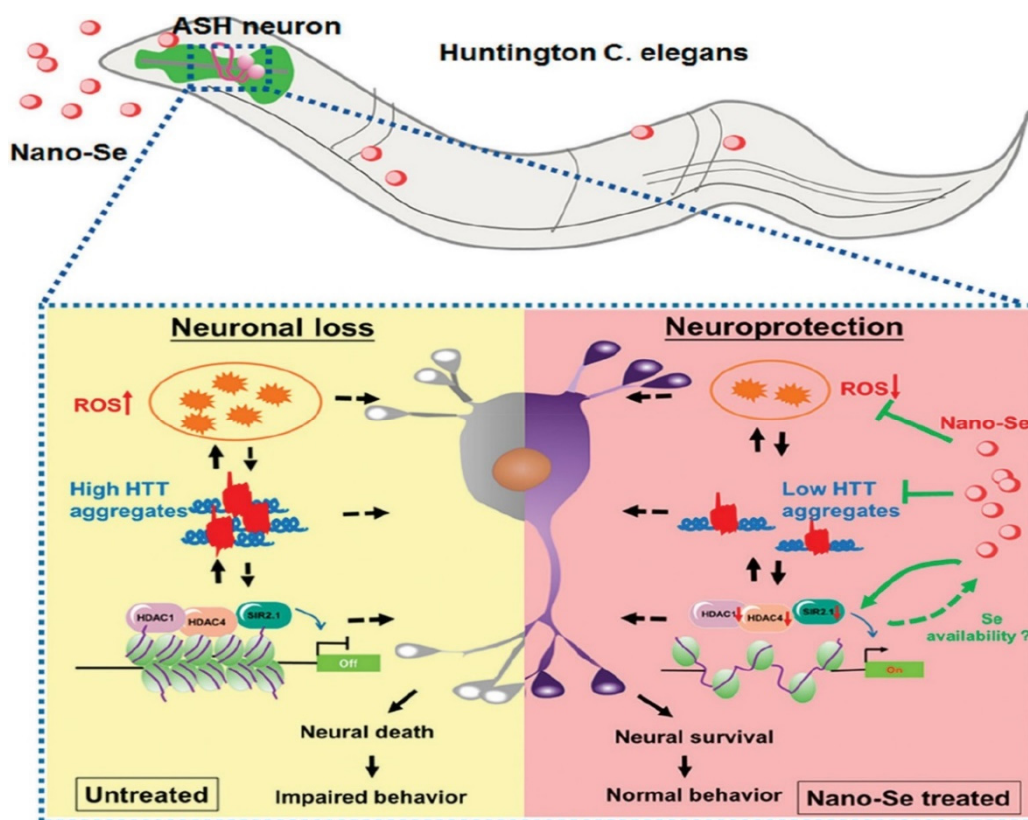 ASH neuron
Huntington C. elegans
Nano-Se
Neuronal loss
ROS↑
High HTT
aggregates
HDAC1
HDAC4
SIR2.1
Off
Neural death
Impaired behavior
Untreated
Neuroprotection
ROS↓
Nano-Se
Low HTT
aggregates
HDAC1↓
HDAC4↓
SIR2.1↓
Se
availability ?
On
Neural survival
Normal behavior
Nano-Se treated